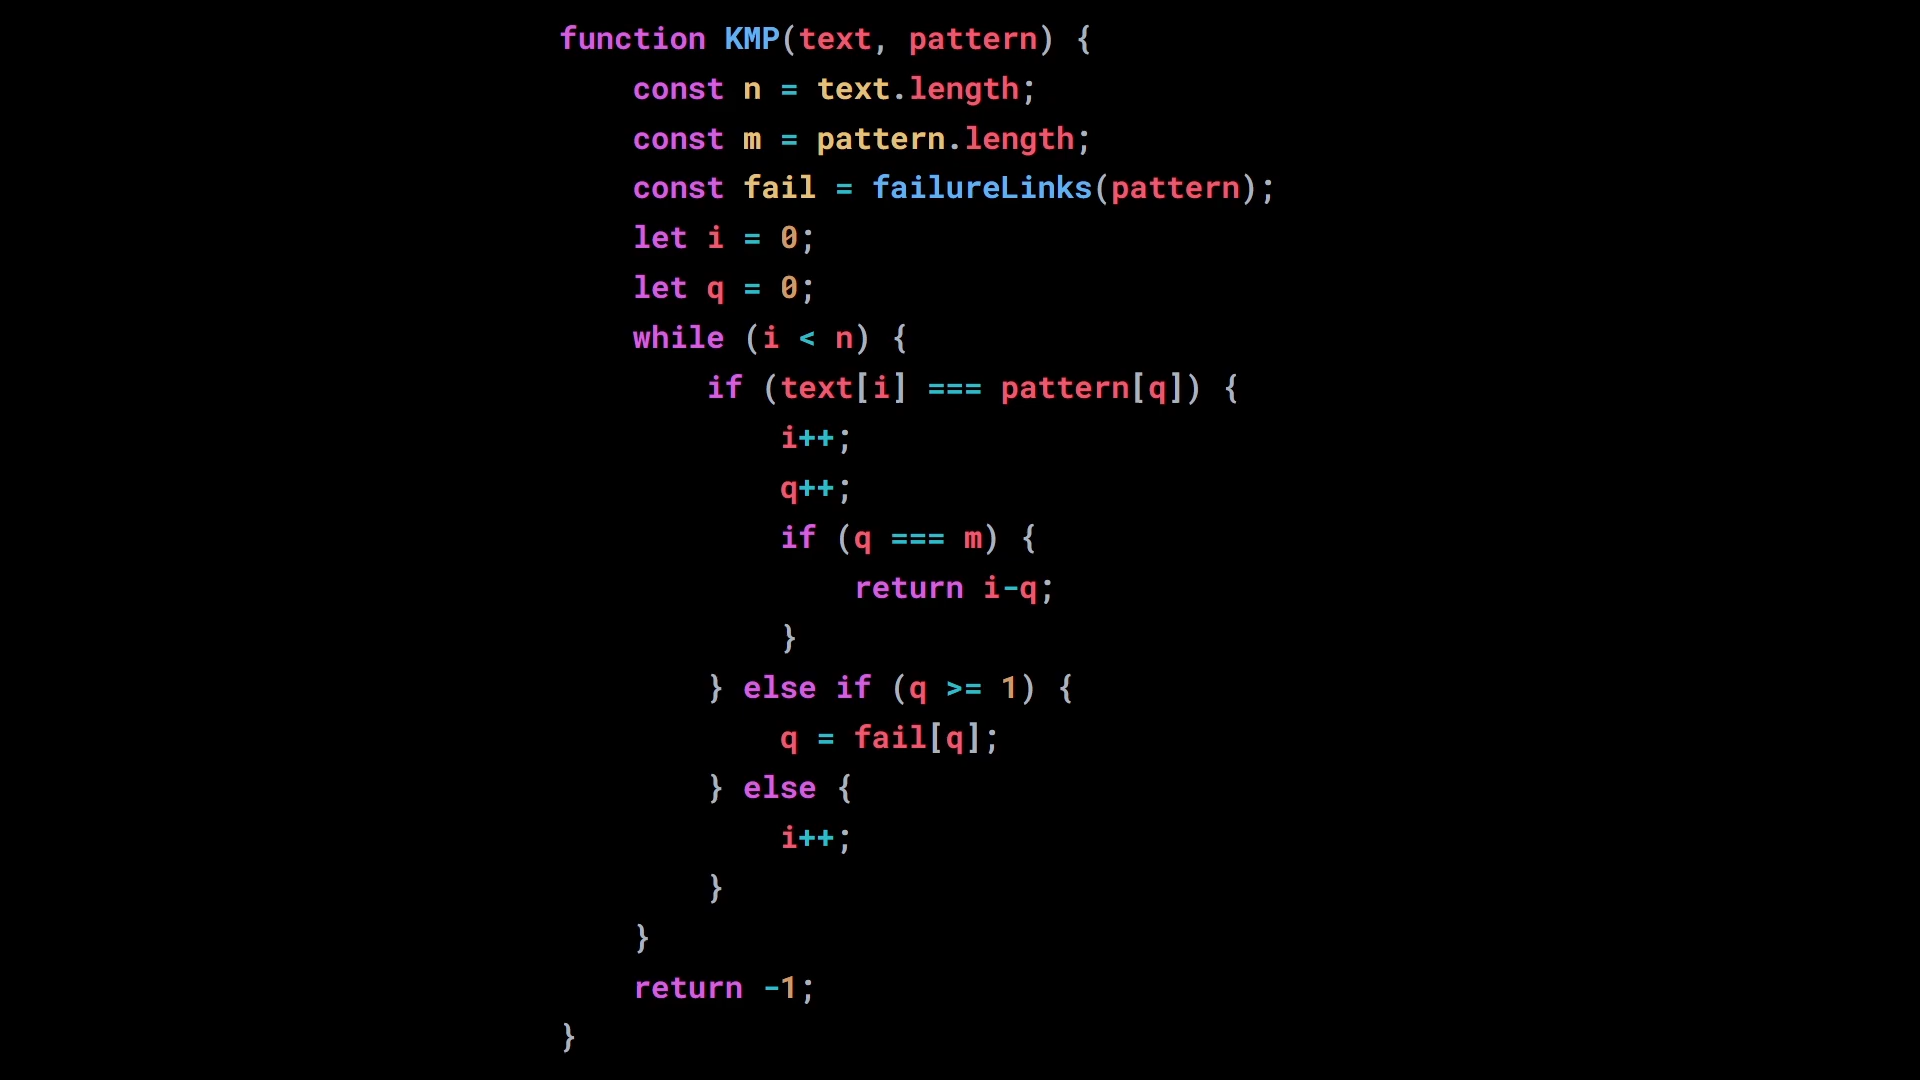 function KMP(text, pattern) {
    const n = text.length;
    const m = pattern.length;
    const fail = failureLinks(pattern);
    let i = 0;
    let q = 0;
    while (i < n) {
        if (text[i] === pattern[q]) {
            i++;
            q++;
            if (q === m) {
                return i-q;
            }
        } else if (q >= 1) {
            q = fail[q];
        } else {
            i++;
        }
    }
    return -1;
}